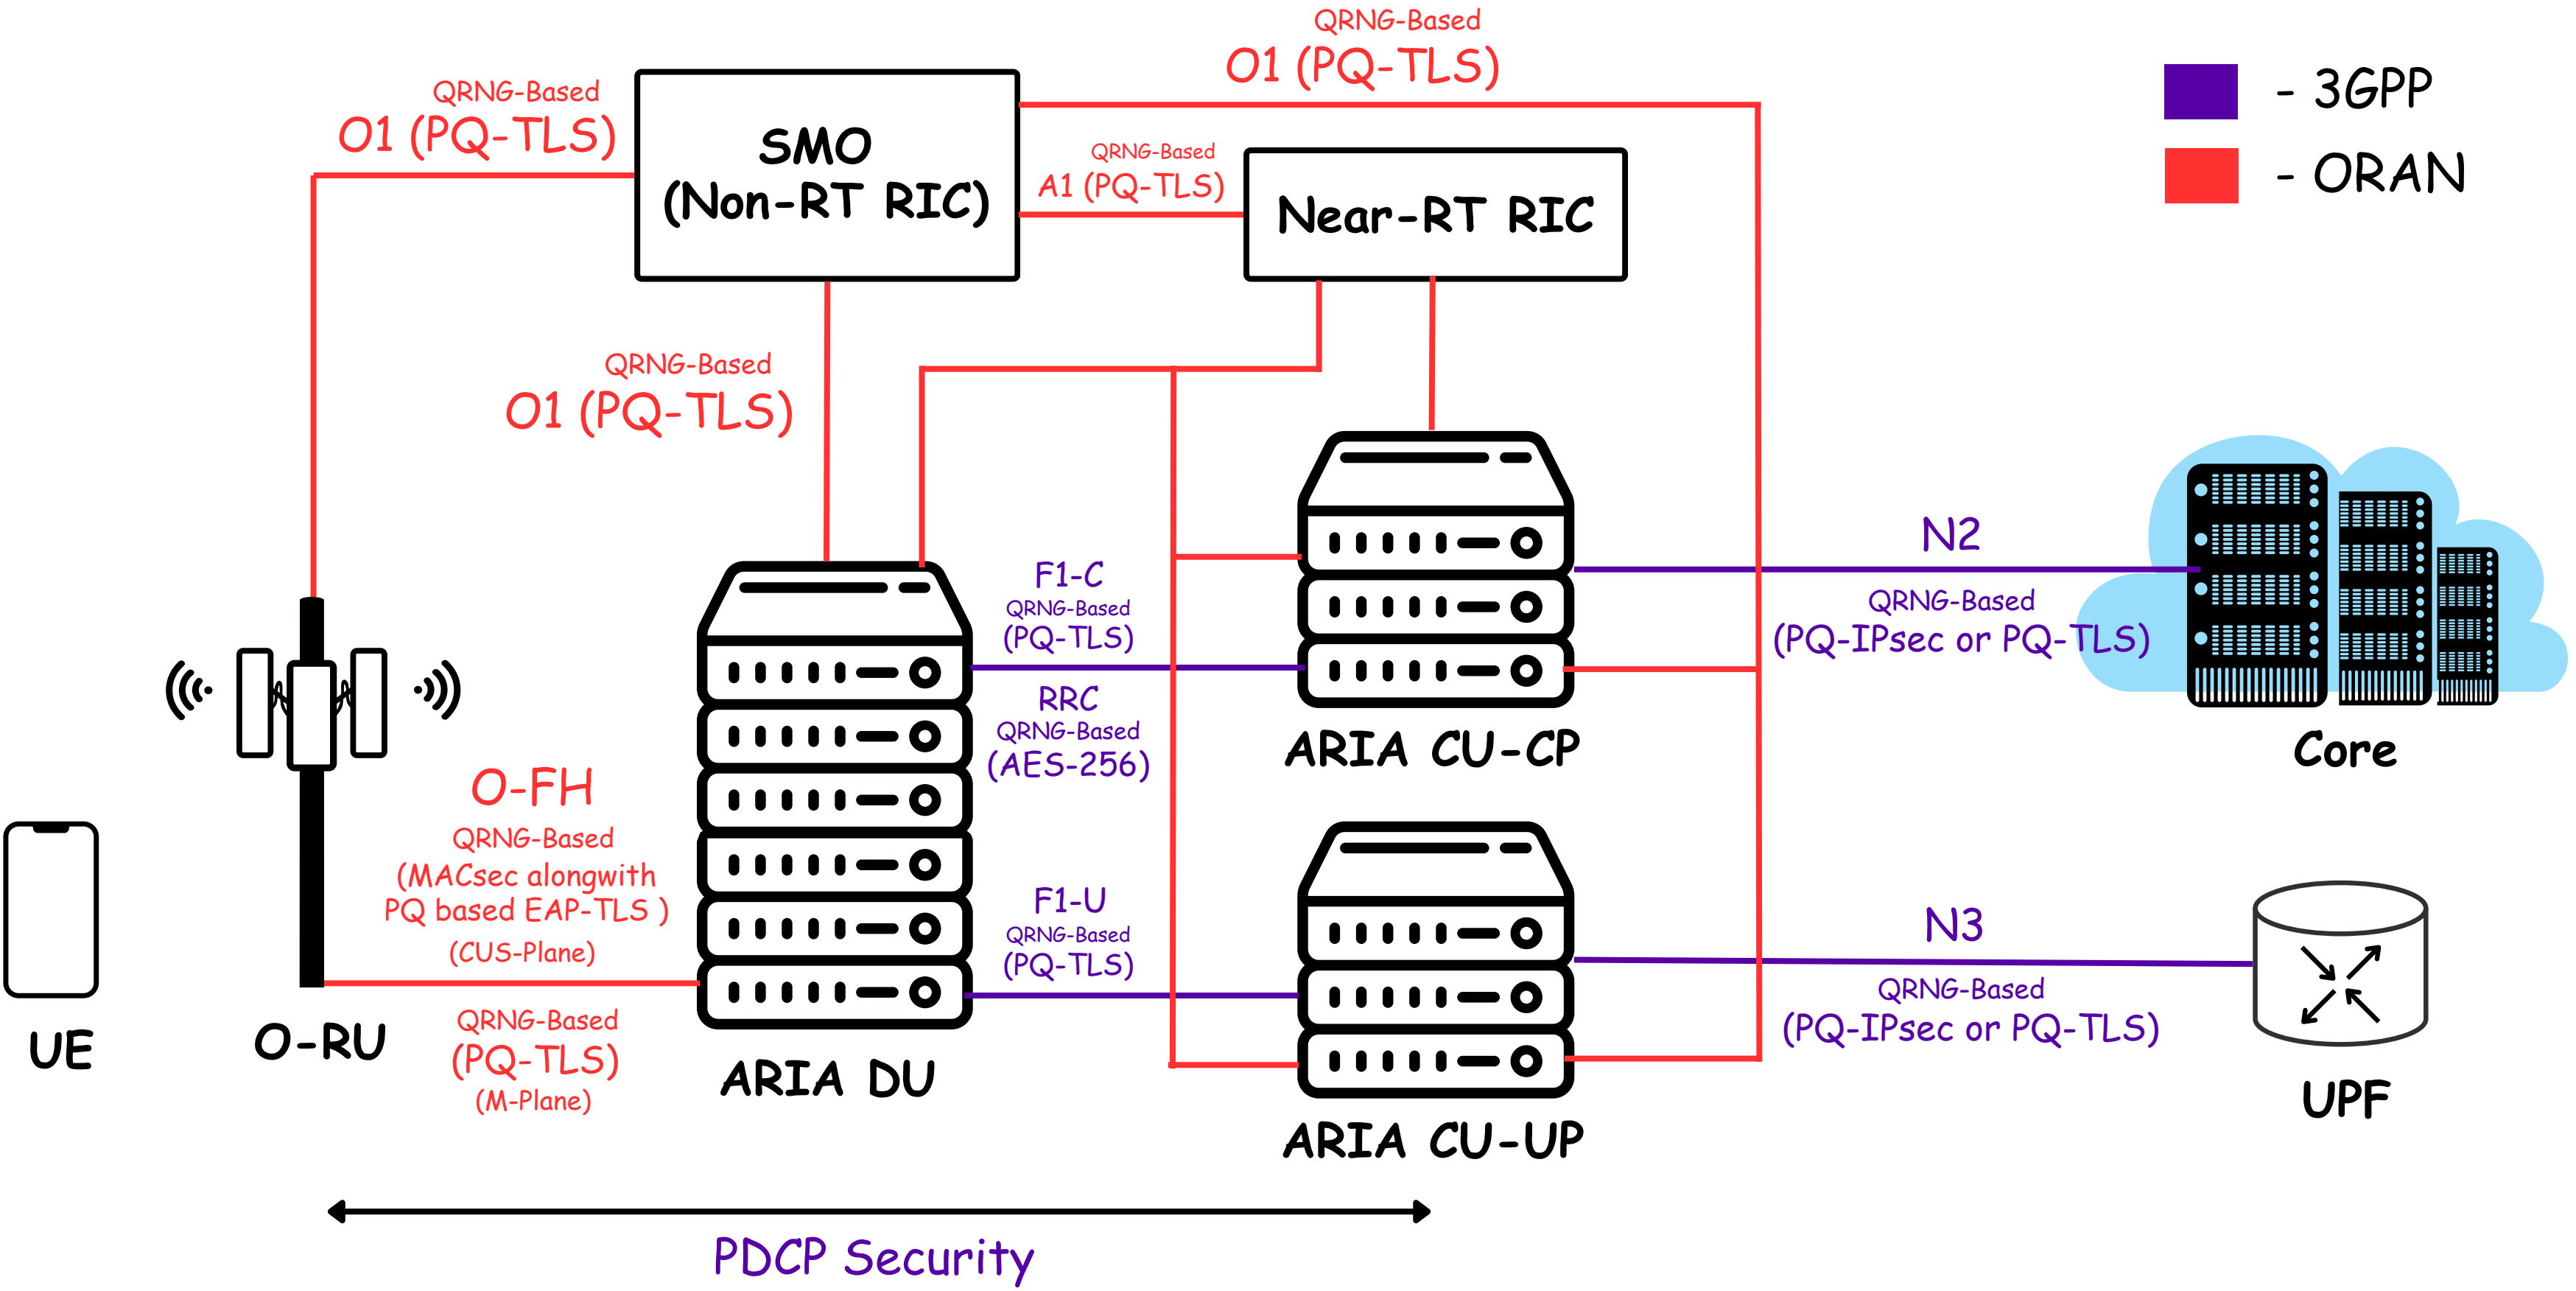 QRNG-Based
O1 (PQ-TLS)
- 3GPP
- ORAN
QRNG-Based
O1 (PQ-TLS)
SMO
(Non-RT RIC)
QRNG-Based
A1 (PQ-TLS)
Near-RT RIC
QRNG-Based
O1 (PQ-TLS)
F1-C
QRNG-Based
(PQ-TLS)
RRC
QRNG-Based
(AES-256)
ARIA CU-CP
N2
QRNG-Based
(PQ-IPsec or PQ-TLS)
Core
O-FH
QRNG-Based
(MACsec alongwith
PQ based EAP-TLS )
(CUS-Plane)
QRNG-Based
(PQ-TLS)
(M-Plane)
UE
O-RU
ARIA DU
F1-U
QRNG-Based
(PQ-TLS)
ARIA CU-UP
N3
QRNG-Based
(PQ-IPsec or PQ-TLS)
UPF
PDCP Security